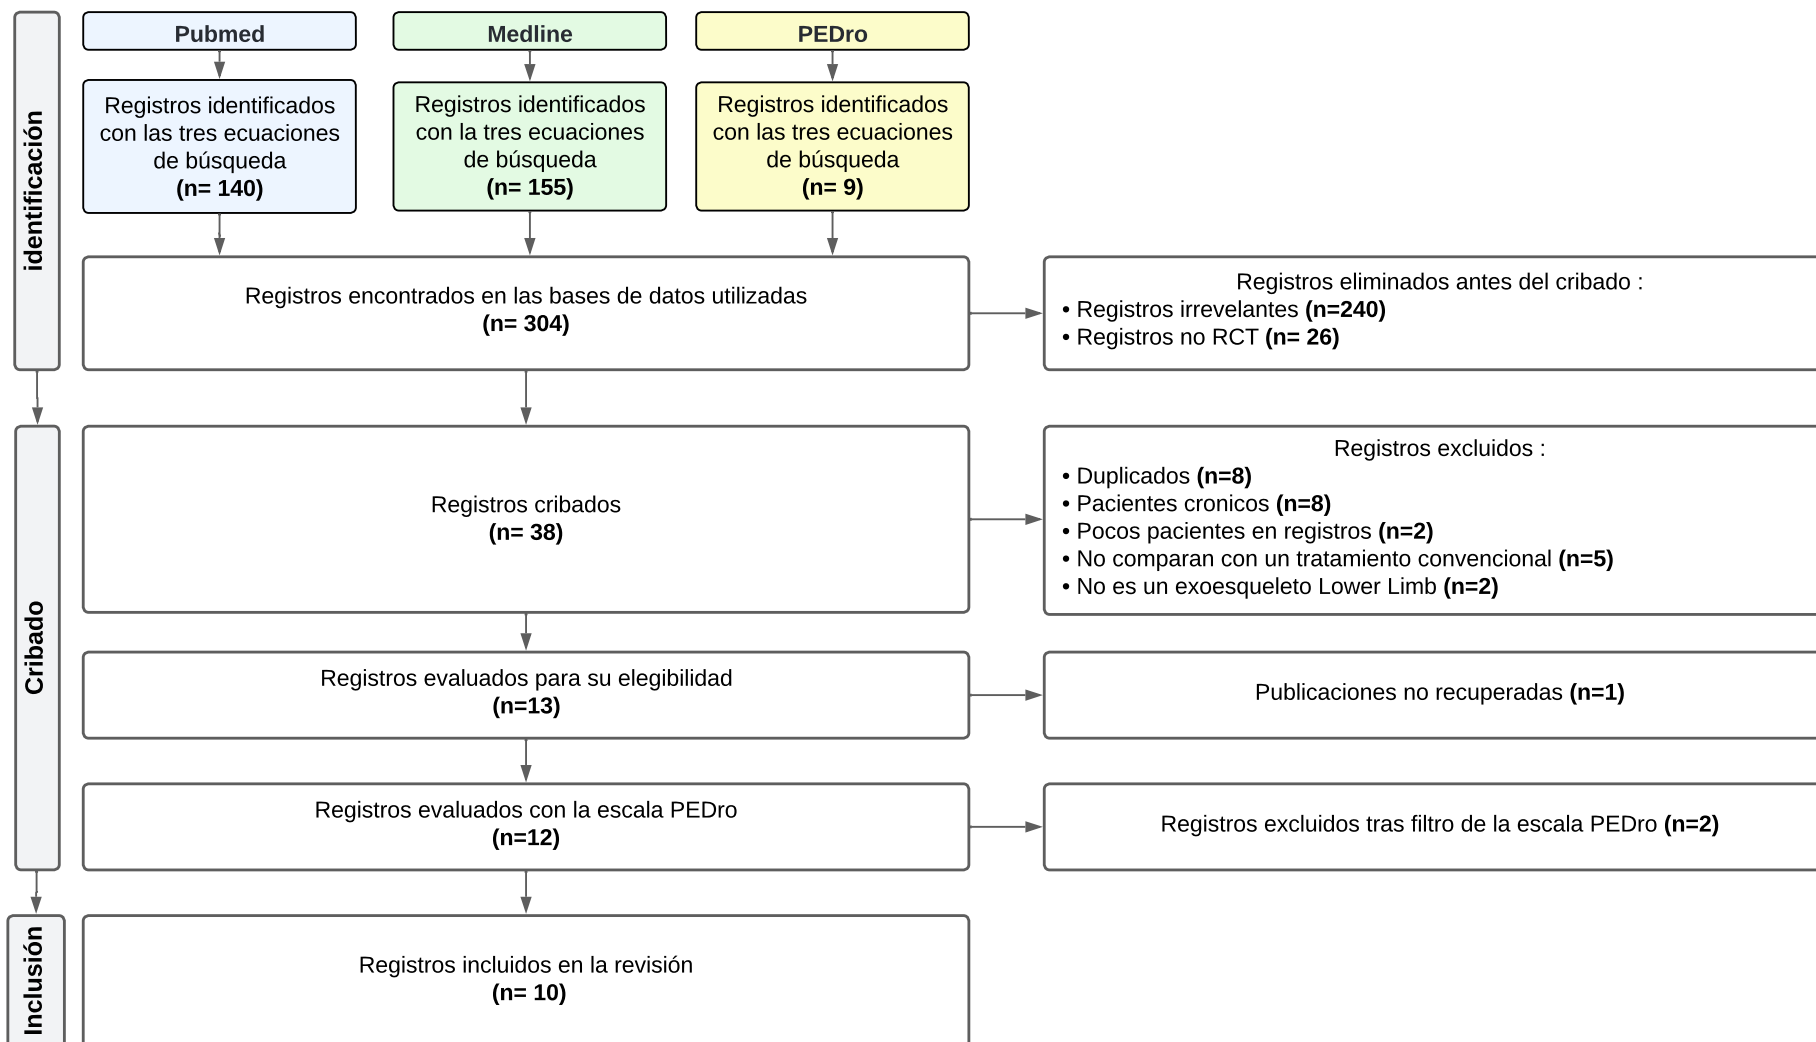 identificación
Pubmed
Medline
PEDro
Registros identificados
con las tres ecuaciones
de búsqueda
(n= 140)
Registros identificados
con la tres ecuaciones
de búsqueda
(n= 155)
Registros identificados
con las tres ecuaciones
de búsqueda
(n= 9)
Registros encontrados en las bases de datos utilizadas
(n= 304)
Registros eliminados antes del cribado :
• Registros irrevelantes (n=240)
• Registros no RCT (n= 26)
Cribado
Registros cribados
(n= 38)
Registros excluidos :
• Duplicados (n=8)
• Pacientes cronicos (n=8)
• Pocos pacientes en registros (n=2)
• No comparan con un tratamiento convencional (n=5)
• No es un exoesqueleto Lower Limb (n=2)
Registros evaluados para su elegibilidad
(n=13)
Publicaciones no recuperadas (n=1)
Registros evaluados con la escala PEDro
(n=12)
Registros excluidos tras filtro de la escala PEDro (n=2)
Inclusión
Registros incluidos en la revisión
(n= 10)